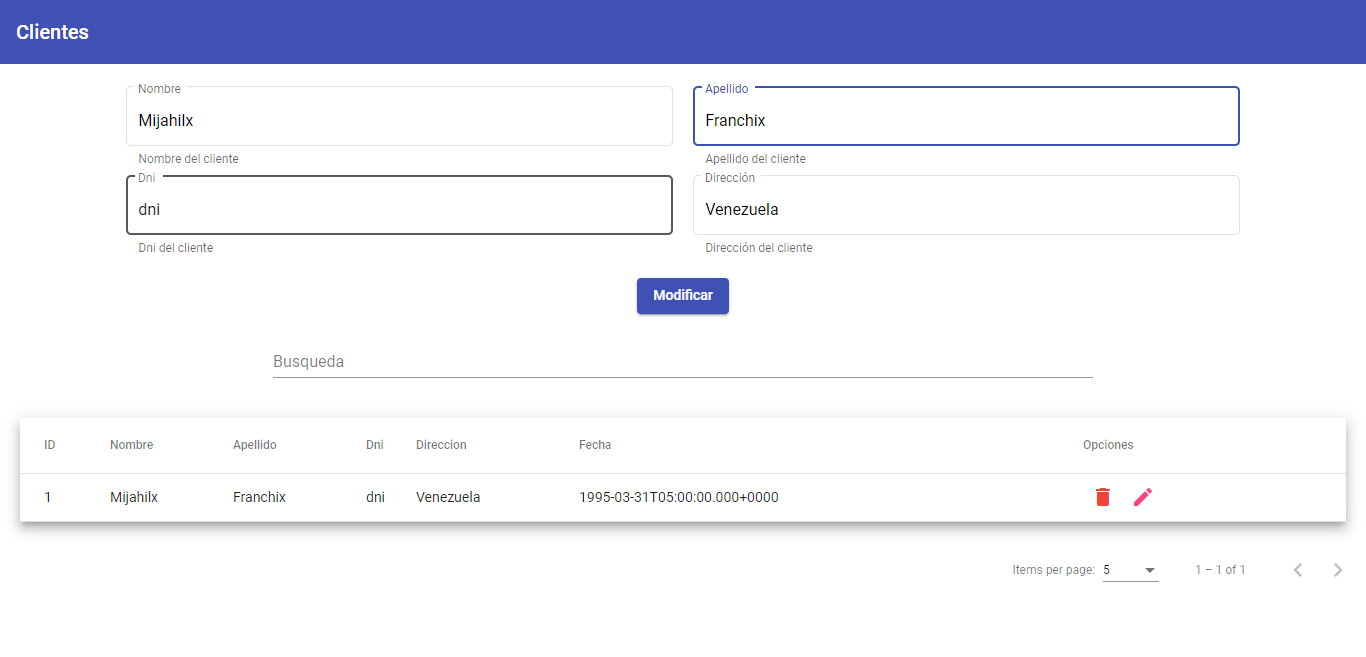 Clientes
Nombre Apellido
Mijahilx Franchix
Nombre del cliente Apellido del cliente
Dni Dirección
dni Venezuela
Dni del cliente Dirección del cliente
Modificar
Busqueda
ID Nombre Apellido Dni Direccion Fecha Opciones
1 Mijahilx Franchix dni Venezuela 1995-03-31T05:00:00.000+0000
Items per page: 5 1 – 1 of 1